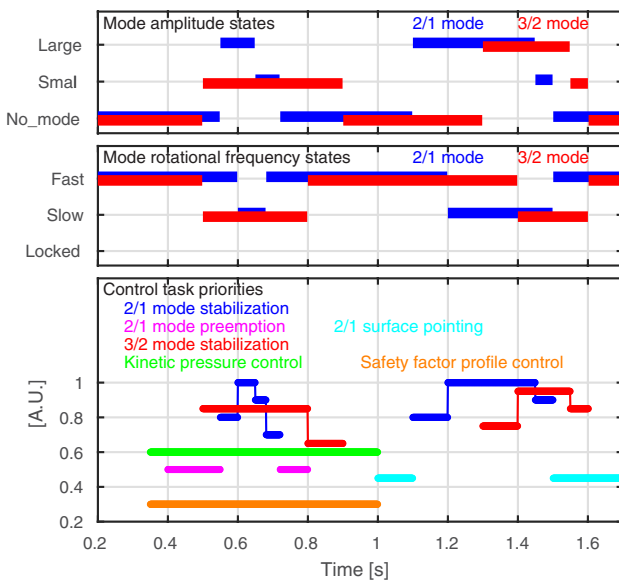 Mode amplitude states 2/1 mode 3/2 mode
Large
Smal
No_mode
Mode rotational frequency states 2/1 mode 3/2 mode
Fast
Slow
Locked
Control task priorities
2/1 mode stabilization
2/1 mode preemption 2/1 surface pointing
3/2 mode stabilization
Kinetic pressure control Safety factor profile control
[A.U.]
1
0.8
0.6
0.4
0.2
0.2 0.4 0.6 0.8 1 1.2 1.4 1.6
Time [s]